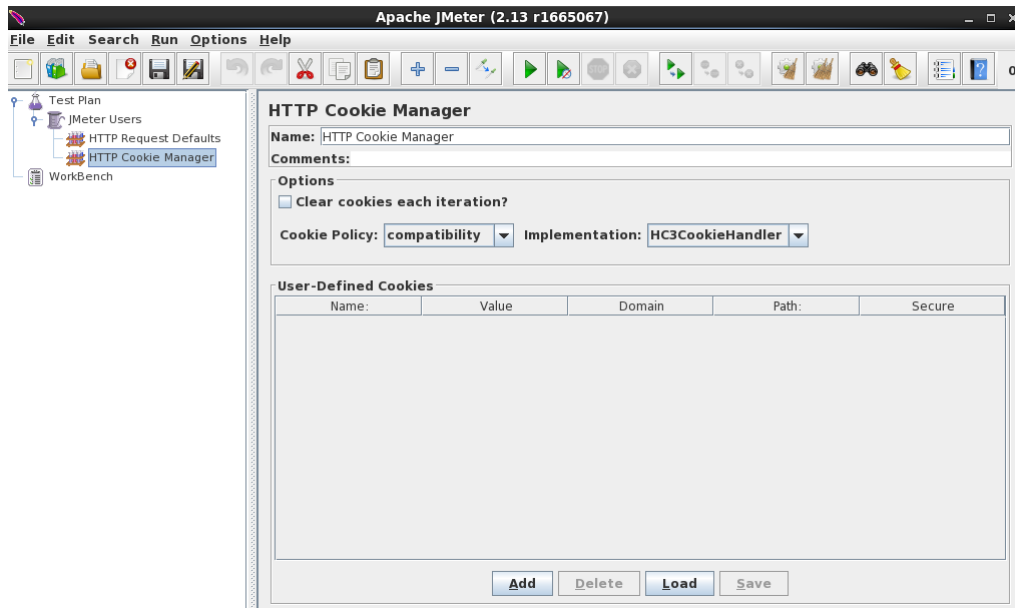 Apache JMeter (2.13 r1665067)
File Edit Search Run Options Help
STOP
0
Test Plan
JMeter Users
HTTP Request Defaults
HTTP Cookie Manager
WorkBench
HTTP Cookie Manager
Name: HTTP Cookie Manager
Comments:
Options
Clear cookies each iteration?
Cookie Policy: compatibility Implementation: HC3CookieHandler
User-Defined Cookies
Name: Value Domain Path: Secure
Add Delete Load Save